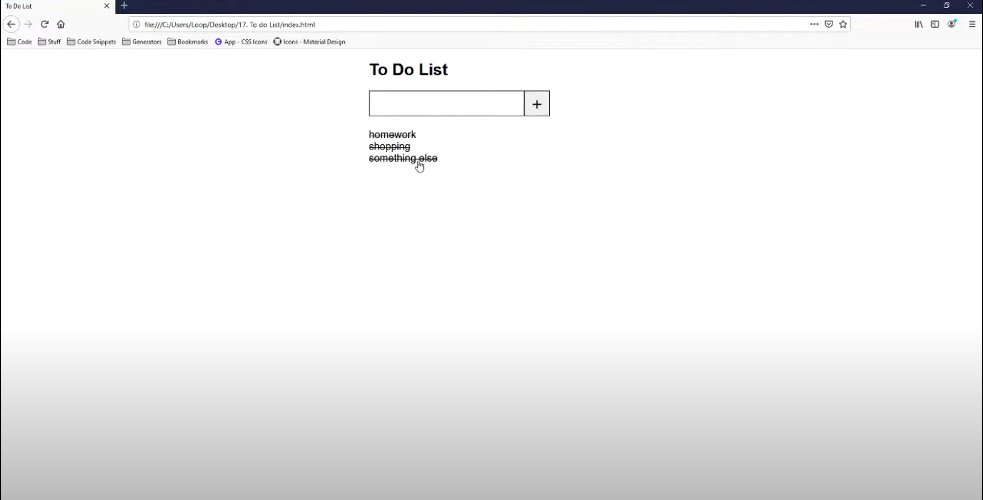 To Do List
file:///C:/Users/Loop/Desktop/17. To do List/index.html
Code Stuff Code Snippets Generators Bookmarks App - CSS Icons Icons - Material Design
To Do List
+
homework
shopping
something else